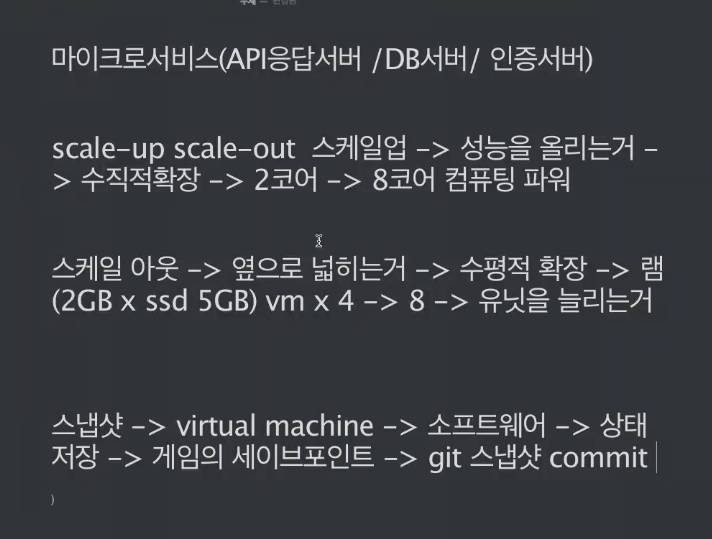 마이크로서비스(API응답서버 /DB서버/ 인증서버)
scale-up scale-out  스케일업 -> 성능을 올리는거 -
> 수직적확장 -> 2코어 -> 8코어 컴퓨팅 파워
스케일 아웃 -> 옆으로 넓히는거 -> 수평적 확장 -> 램
(2GB x ssd 5GB) vm x 4 -> 8 -> 유닛을 늘리는거
스냅샷 -> virtual machine -> 소프트웨어 -> 상태
저장 -> 게임의 세이브포인트 -> git 스냅샷 commit
)